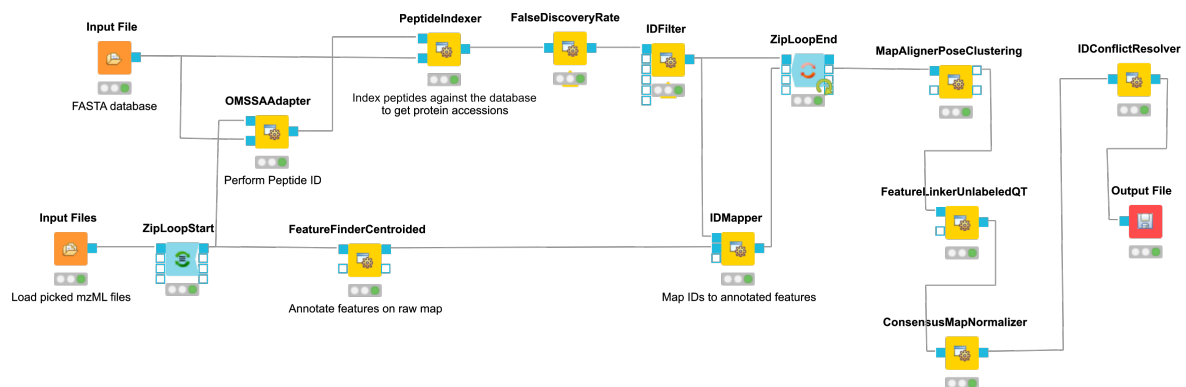 Input File
FASTA database
PeptideIndexer
Index peptides against the database
to get protein accessions
FalseDiscoveryRate
IDFilter
ZipLoopEnd
MapAlignerPoseClustering
IDConflictResolver
OMSSAAdapter
Perform Peptide ID
Input Files
Load picked mzML files
ZipLoopStart
FeatureFinderCentroided
Annotate features on raw map
IDMapper
Map IDs to annotated features
FeatureLinkerUnlabeledQT
Output File
ConsensusMapNormalizer